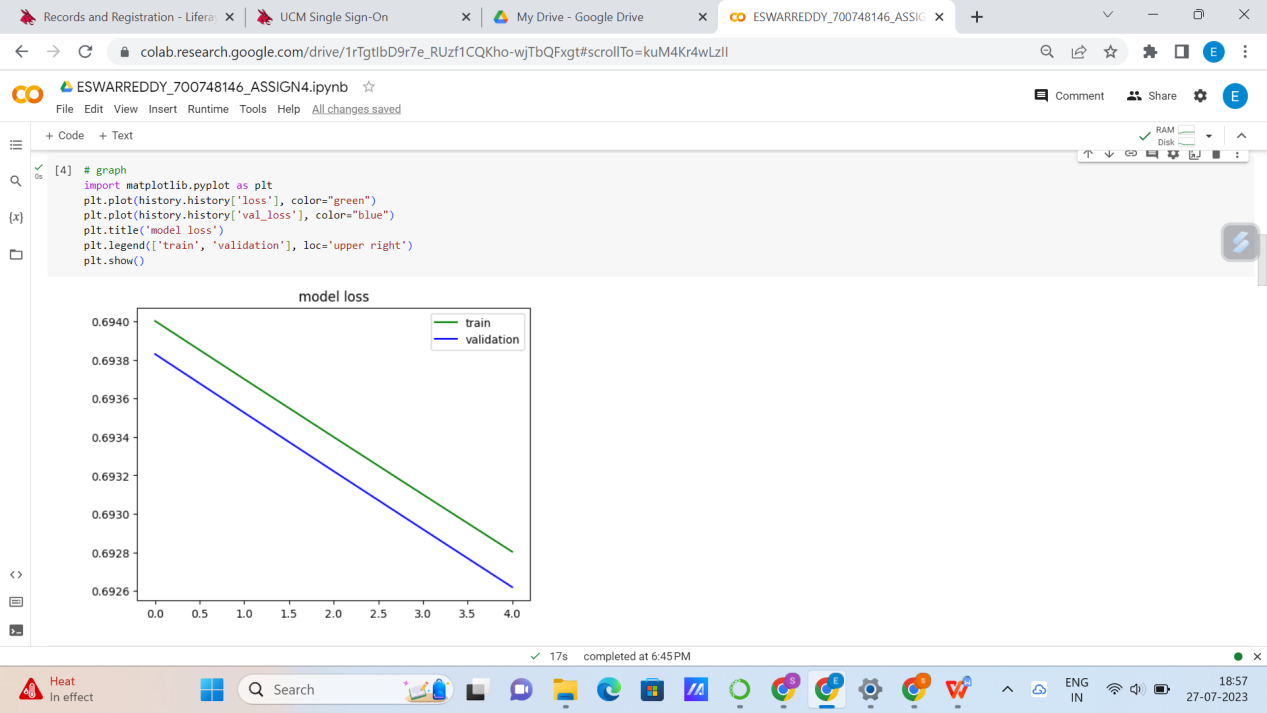 Records and Registration - Lifera
UCM Single Sign-On
My Drive - Google Drive
ESWARREDDY_700748146_ASSIG
colab.research.google.com/drive/1rTgtIbD9r7e_RUzf1CQKho-wjTbQFxgt#scrollTo=kuM4Kr4wLzII
E
ESWARREDDY_700748146_ASSIGN4.ipynb
File Edit View Insert Runtime Tools Help All changes saved
Comment Share E
+ Code + Text
RAM
Disk
{x}
0s
[4] # graph
import matplotlib.pyplot as plt
plt.plot(history.history['loss'], color="green")
plt.plot(history.history['val_loss'], color="blue")
plt.title('model loss')
plt.legend(['train', 'validation'], loc='upper right')
plt.show()
model loss
train
validation
0.6940
0.6938
0.6936
0.6934
0.6932
0.6930
0.6928
0.6926
0.0 0.5 1.0 1.5 2.0 2.5 3.0 3.5 4.0
17s completed at 6:45 PM
Heat
In effect
Search
S
E
S
ENG
IN
18:57
27-07-2023